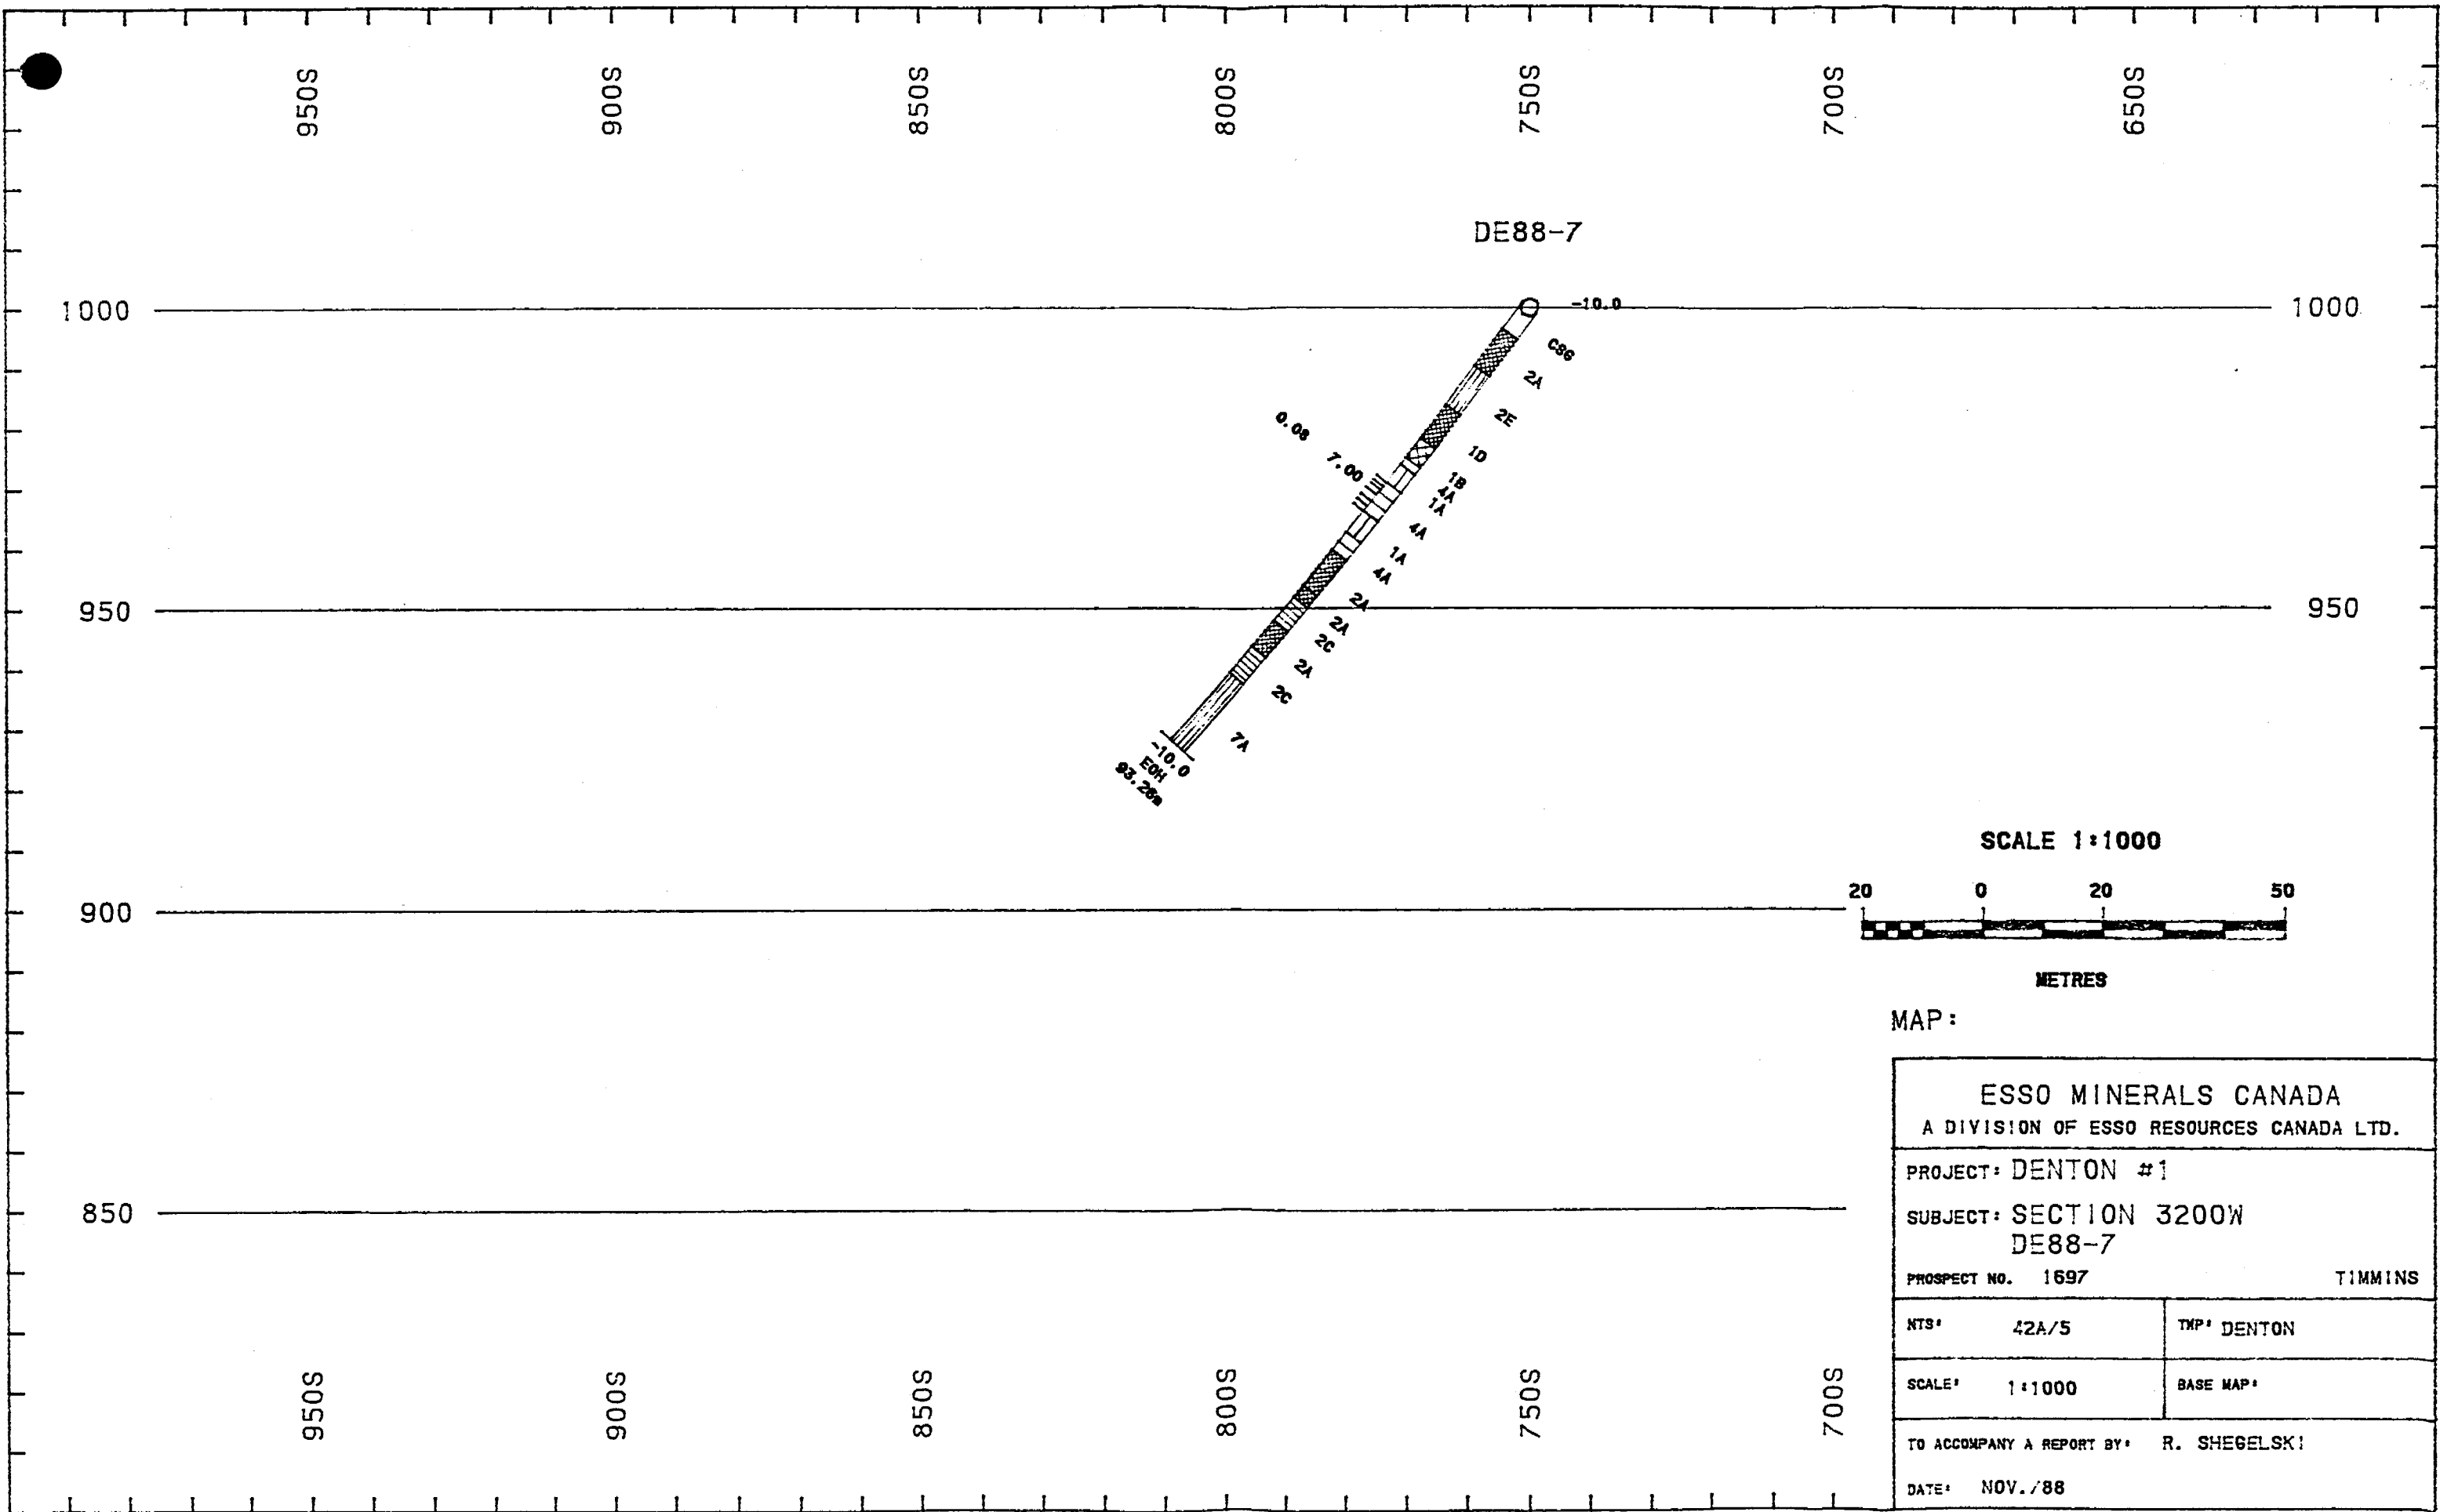 950S 900S 850S 800S 750S 700S 650S
DE88-7
1000 -10.0 1000
CSG
2A
2E
0.08
7.00
1D
1B
4A
1A
4A
1A
4A
2A
950 950
2A
2C
2A
2C
7A
-10.0
EOH
93.26m
SCALE 1:1000
20 0 20 50
METRES
900
MAP:
ESSO MINERALS CANADA
A DIVISION OF ESSO RESOURCES CANADA LTD.
PROJECT: DENTON #1
850
SUBJECT: SECTION 3200W
DE88-7
PROSPECT NO. 1697 TIMMINS
NTS: 42A/5 TWP: DENTON
SCALE: 1:1000 BASE MAP:
950S 900S 850S 800S 750S 700S
TO ACCOMPANY A REPORT BY: R. SHEGELSKI
DATE: NOV./88